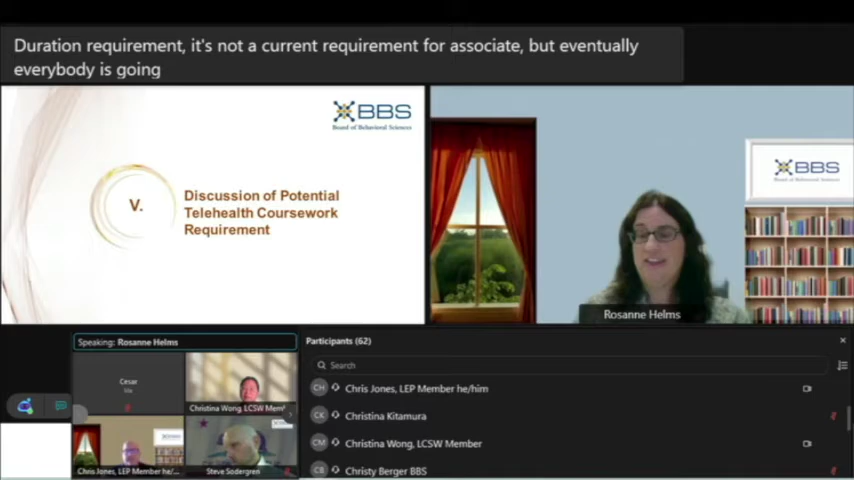 Duration requirement, it's not a current requirement for associate, but eventually
everybody is going
BBS
Board of Behavioral Sciences
V.
Discussion of Potential
Telehealth Coursework
Requirement
BBS
Board of Behavioral Sciences
Rosanne Helms
Speaking: Rosanne Helms
Cesar
Me
Christina Wong, LCSW Mem
Chris Jones, LEP Member he/...
Steve Sodergren
Participants (62)
Search
CH Chris Jones, LEP Member he/him
CK Christina Kitamura
CM Christina Wong, LCSW Member
CB Christy Berger BBS